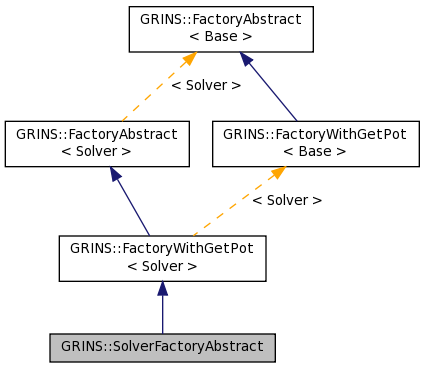 GRINS::FactoryAbstract
< Base >
< Solver >
GRINS::FactoryAbstract
< Solver >
GRINS::FactoryWithGetPot
< Base >
< Solver >
GRINS::FactoryWithGetPot
< Solver >
GRINS::SolverFactoryAbstract